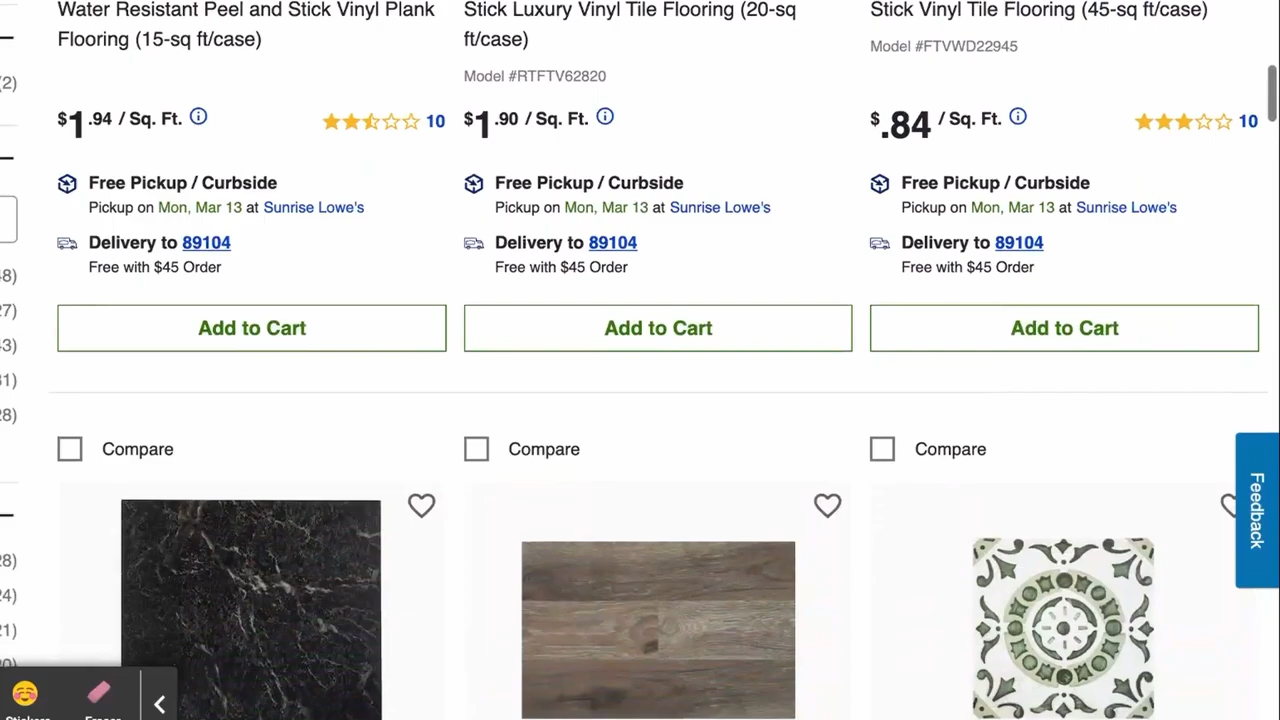 Water Resistant Peel and Stick Vinyl Plank
Flooring (15-sq ft/case)
Stick Luxury Vinyl Tile Flooring (20-sq
ft/case)
Model #RTFTV62820
Stick Vinyl Tile Flooring (45-sq ft/case)
Model #FTVWD22945
(2)
$1.94 / Sq. Ft. 10
$1.90 / Sq. Ft.
$.84 / Sq. Ft. 10
Free Pickup / Curbside
Pickup on Mon, Mar 13 at Sunrise Lowe's
Delivery to 89104
Free with $45 Order
Add to Cart
Free Pickup / Curbside
Pickup on Mon, Mar 13 at Sunrise Lowe's
Delivery to 89104
Free with $45 Order
Add to Cart
Free Pickup / Curbside
Pickup on Mon, Mar 13 at Sunrise Lowe's
Delivery to 89104
Free with $45 Order
Add to Cart
Compare
Compare
Compare
Feedback